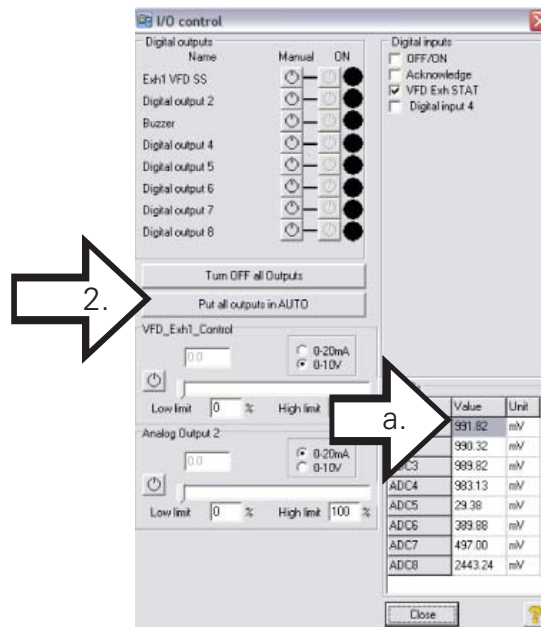 I/O control
Digital outputs
Name Manual ON
Exh1 VFD SS
Digital output 2
Buzzer
Digital output 4
Digital output 5
Digital output 6
Digital output 7
Digital output 8
Turn OFF all Outputs
2.
Put all outputs in AUTO
VFD_Exh1_Control
0.0
0-20mA
0-10V
Low limit 0 % High limit
Analog Output 2
0.0
0-20mA
0-10V
Low limit 0 % High limit 100 %
Digital inputs
OFF/ON
Acknowledge
VFD Exh STAT
Digital input 4
a.
Value Unit
991.82 mV
990.32 mV
ADC3 989.82 mV
ADC4 983.13 mV
ADC5 29.38 mV
ADC6 389.88 mV
ADC7 497.00 mV
ADC8 2443.24 mV
Close
?